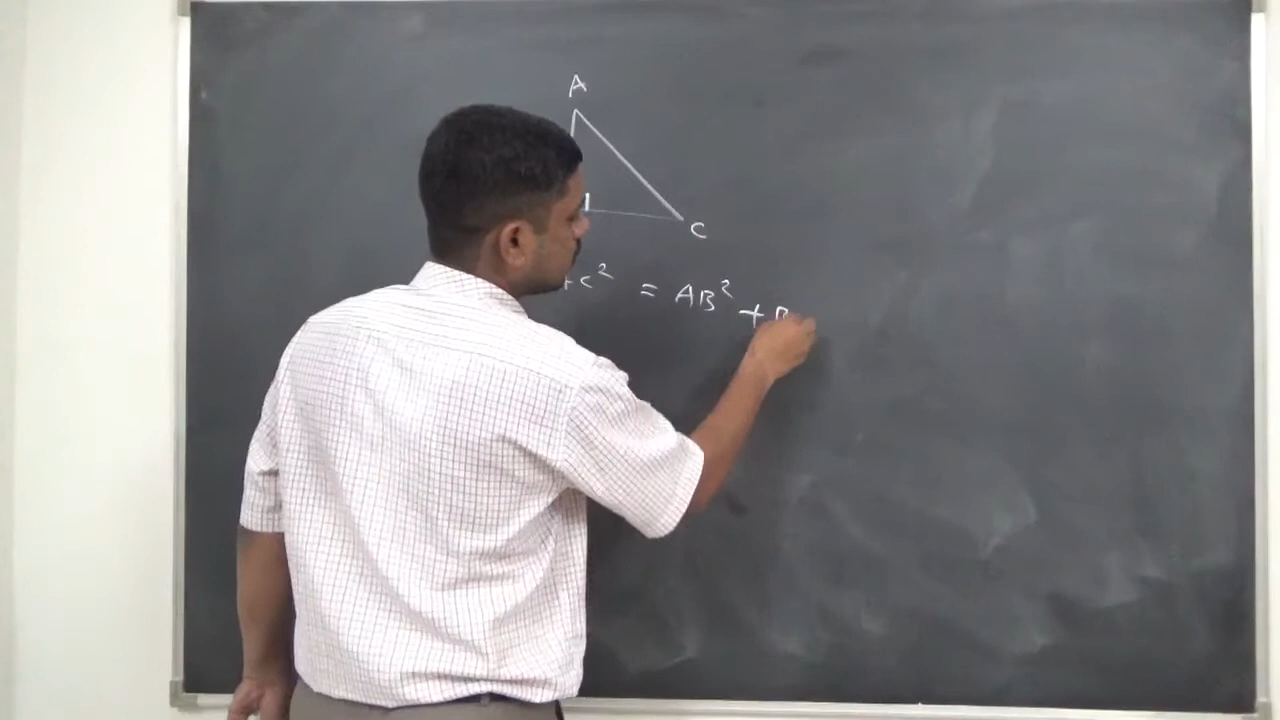 A
C
+c² = AB² + B